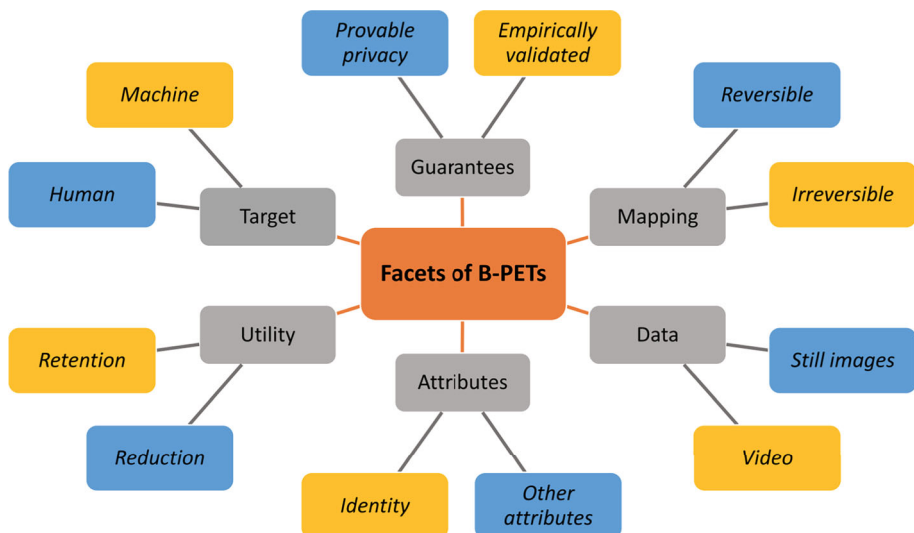 Provable
privacy
Empirically
validated
Machine
Reversible
Guarantees
Human
Target
Mapping
Irreversible
Facets of B-PETs
Utility
Data
Retention
Still images
Attributes
Reduction
Video
Identity
Other
attributes